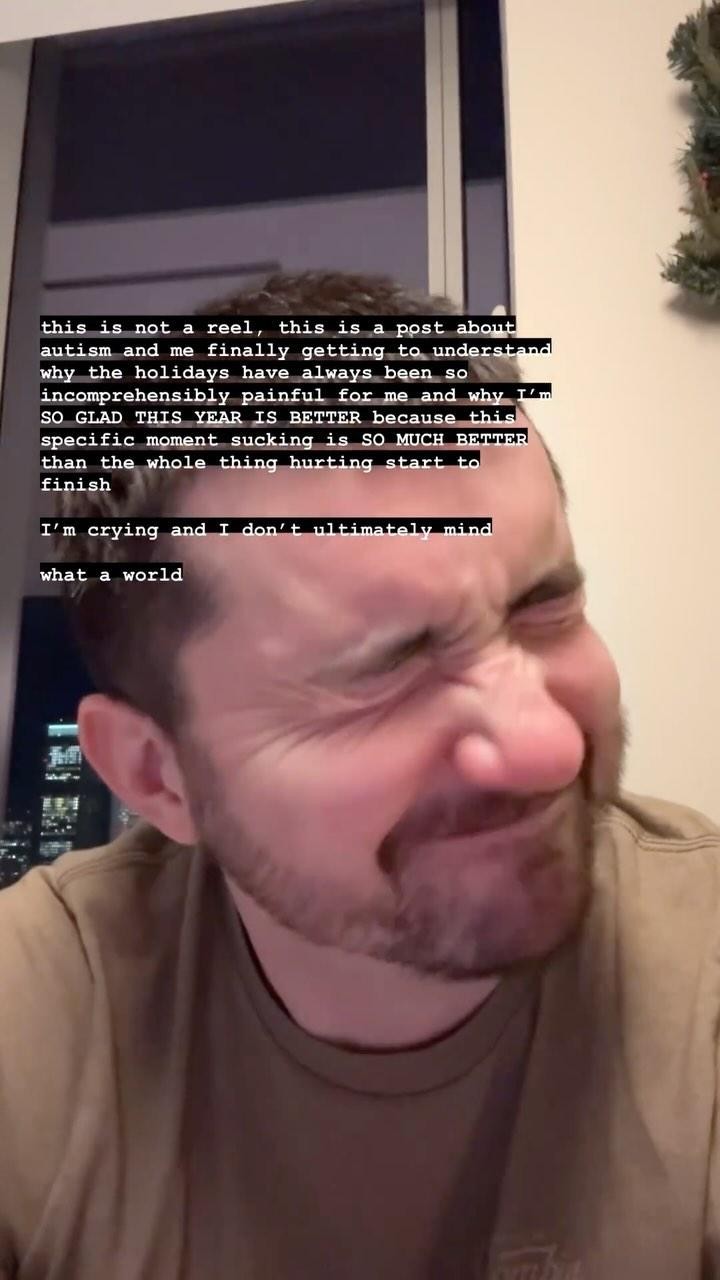 this is not a reel, this is a post about
autism and me finally getting to understand
why the holidays have always been so
incomprehensibly painful for me and why I’m
SO GLAD THIS YEAR IS BETTER because this
specific moment sucking is SO MUCH BETTER
than the whole thing hurting start to
finish
I’m crying and I don’t ultimately mind
what a world